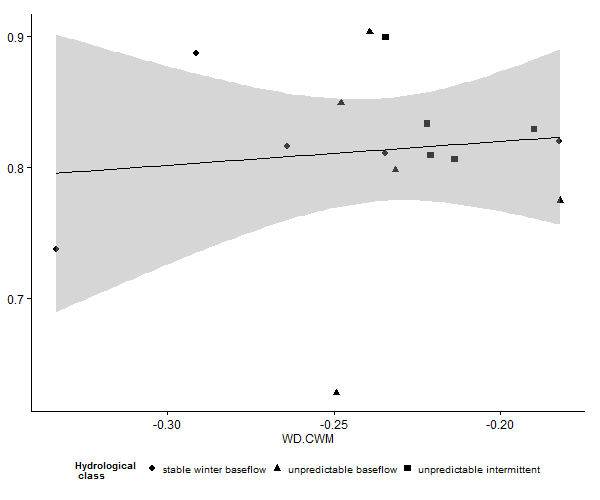 0.9
0.8
0.7
-0.30 -0.25 -0.20
WD.CWM
Hydrological class stable winter baseflow unpredictable baseflow unpredictable intermittent